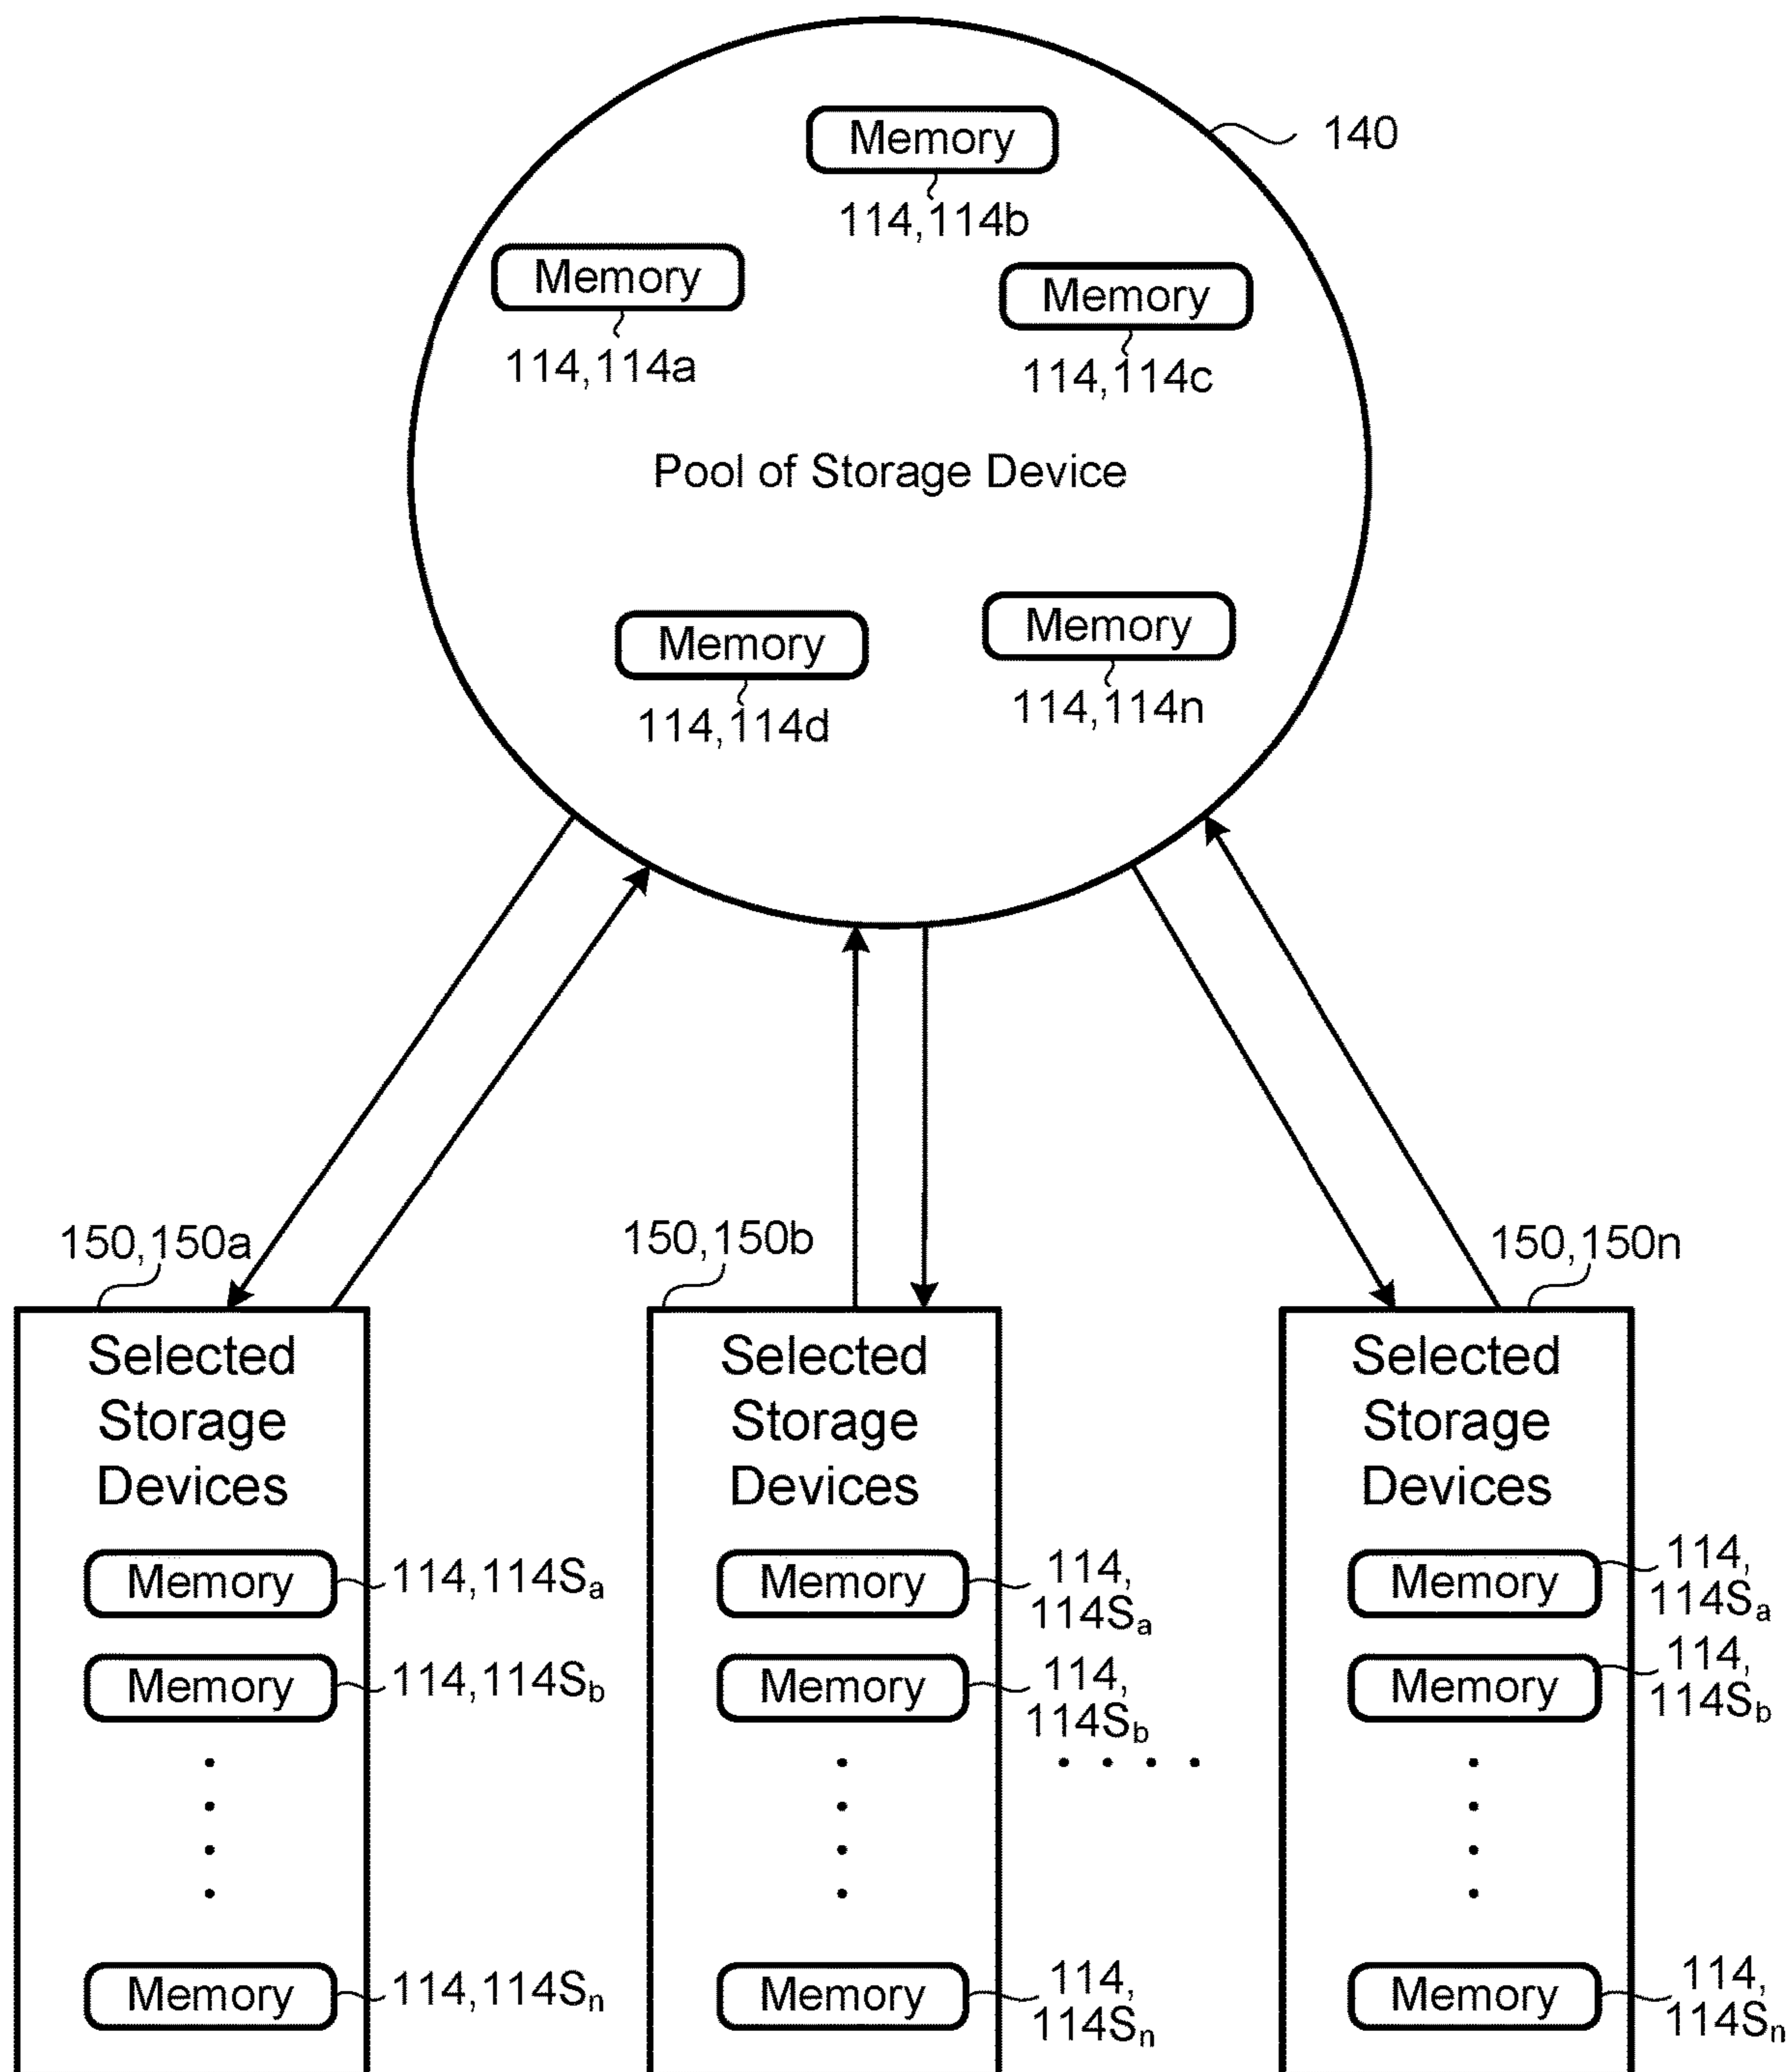 Memory
140
114,114b
Memory
Memory
114,114a
114,114c
Pool of Storage Device
Memory
Memory
114,114d
114,114n
150,150a
150,150b
150,150n
Selected
Storage
Devices
Memory
114,114Sa
Memory
114,114Sb
Memory
114,114Sn
Selected
Storage
Devices
Memory
114,
114Sa
Memory
114,
114Sb
Memory
114,
114Sn
Selected
Storage
Devices
Memory
114,
114Sa
Memory
114,
114Sb
Memory
114,
114Sn